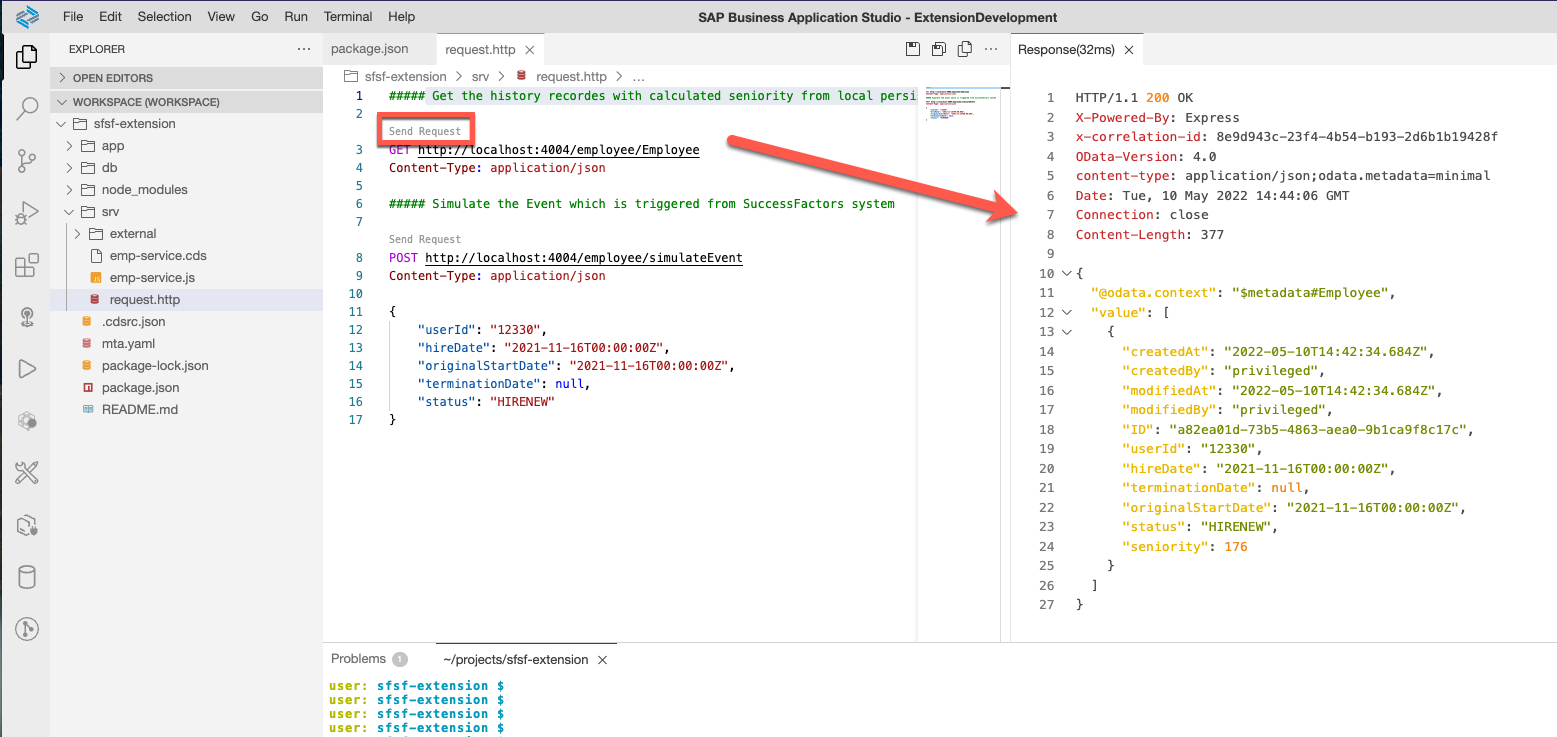 File Edit Selection View Go Run Terminal Help
SAP Business Application Studio - ExtensionDevelopment
EXPLORER
OPEN EDITORS
WORKSPACE (WORKSPACE)
sfsf-extension
app
db
node_modules
srv
external
emp-service.cds
emp-service.js
request.http
.cdsrc.json
mta.yaml
package-lock.json
package.json
README.md
package.json
request.http
sfsf-extension > srv > request.http > ...
1 ##### Get the history recordes with calculated seniority from local persi
2
Send Request
3 GET http://localhost:4004/employee/Employee
4 Content-Type: application/json
5
6 ##### Simulate the Event which is triggered from SuccessFactors system
7
Send Request
8 POST http://localhost:4004/employee/simulateEvent
9 Content-Type: application/json
10
11 {
12 "userId": "12330",
13 "hireDate": "2021-11-16T00:00:00Z",
14 "originalStartDate": "2021-11-16T00:00:00Z",
15 "terminationDate": null,
16 "status": "HIRENEW"
17 }
Response(32ms)
1 HTTP/1.1 200 OK
2 X-Powered-By: Express
3 x-correlation-id: 8e9d943c-23f4-4b54-b193-2d6b1b19428f
4 OData-Version: 4.0
5 content-type: application/json;odata.metadata=minimal
6 Date: Tue, 10 May 2022 14:44:06 GMT
7 Connection: close
8 Content-Length: 377
9
10 {
11 "@odata.context": "$metadata#Employee",
12 "value": [
13 {
14 "createdAt": "2022-05-10T14:42:34.684Z",
15 "createdBy": "privileged",
16 "modifiedAt": "2022-05-10T14:42:34.684Z",
17 "modifiedBy": "privileged",
18 "ID": "a82ea01d-73b5-4863-aea0-9b1ca9f8c17c",
19 "userId": "12330",
20 "hireDate": "2021-11-16T00:00:00Z",
21 "terminationDate": null,
22 "originalStartDate": "2021-11-16T00:00:00Z",
23 "status": "HIRENEW",
24 "seniority": 176
25 }
26 ]
27 }
Problems 1
~/projects/sfsf-extension
user: sfsf-extension $
user: sfsf-extension $
user: sfsf-extension $
user: sfsf-extension $